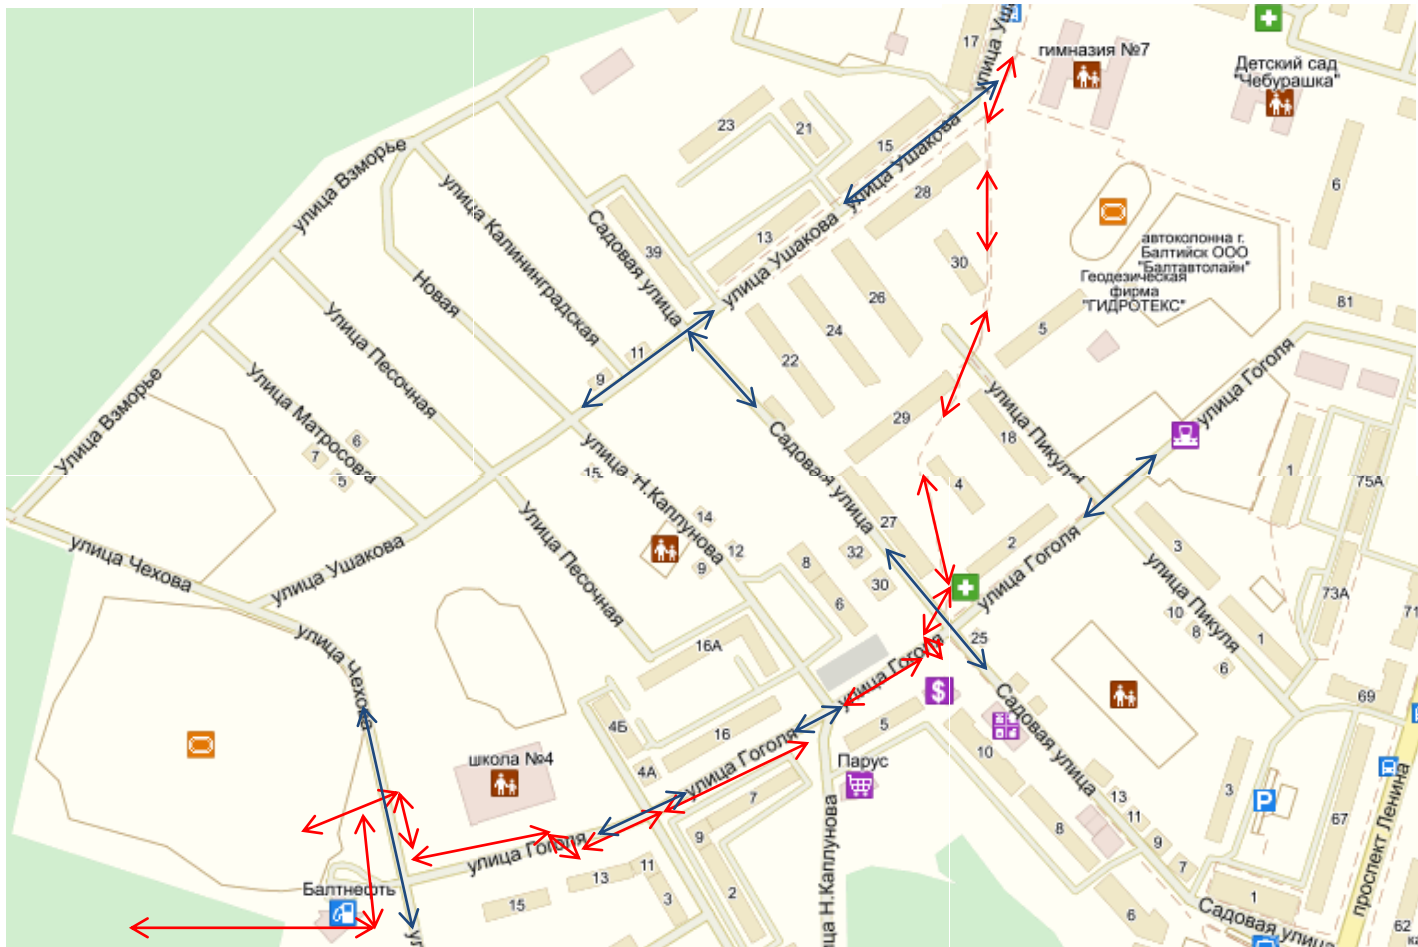 улица Уш
17
гимназия №7
Детский сад
"Чебурашка"
23
21
15
улица Ушакова
28
6
улица Взморье
улица Калининградская
Садовая улица
39
13
улица Ушакова
30
автоколонна г.
Балтийск ООО
"Балтавтолайн"
Геодезическая
фирма
"ГИДРОТЕКС"
26
24
22
5
81
Новая
Улица Песочная
11
9
улица Гоголя
Улица Взморье
Улица Матросова
6
7
5
29
18
улица Пикуля
Садовая улица
15
улица Н.Каплунова
4
1
75А
27
14
12
9
2
3
8
32
30
6
улица Чехова
улица Ушакова
Улица Песочная
улица Гоголя
улица Пикуля
10
8
6
1
73А
71
25
16А
улица Чехова
улица Гоголя
$
69
Садовая улица
4Б
16
5
10
школа №4
4А
улица Гоголя
Парус
7
13
11
9
7
8
3
P
67
улица Гоголя
9
11
13
15
3
2
Балтнефть
ул
ица Н.Каплунова
6
1
Садовая улица
проспект Ленина
62